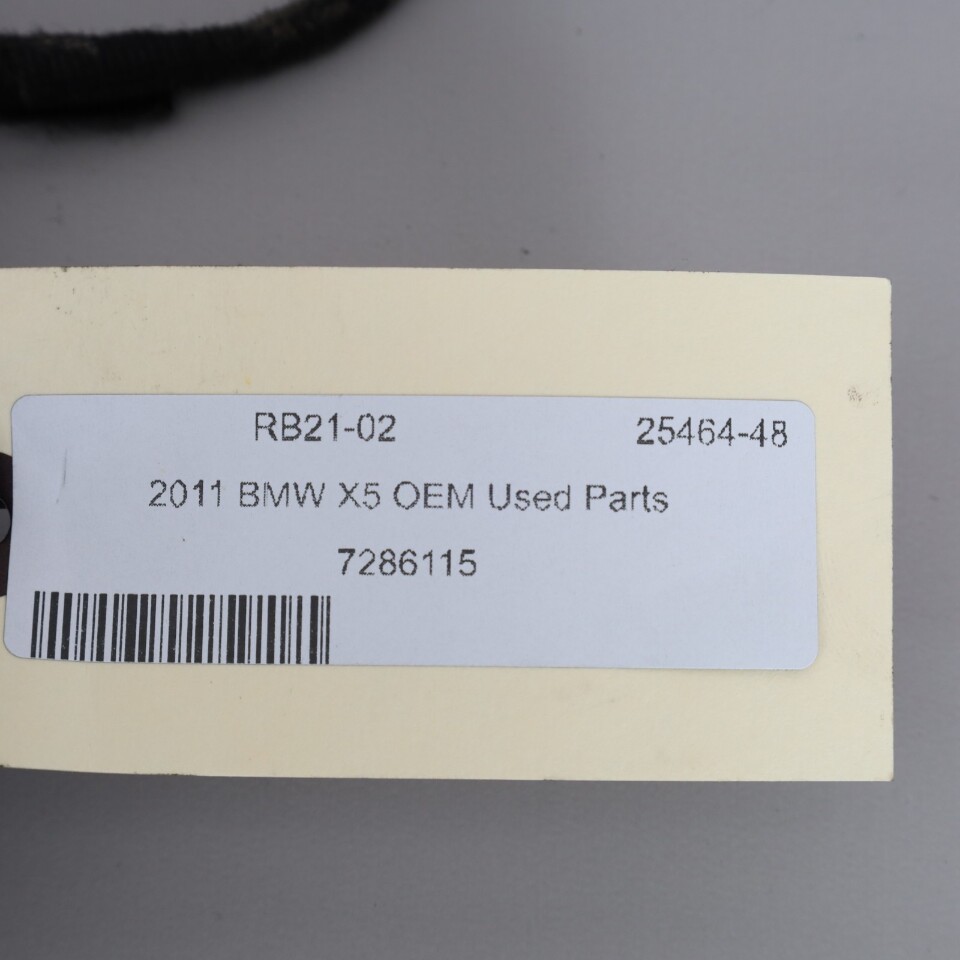 RB21-02 25464-48
2011 BMW X5 OEM Used Parts
7286115